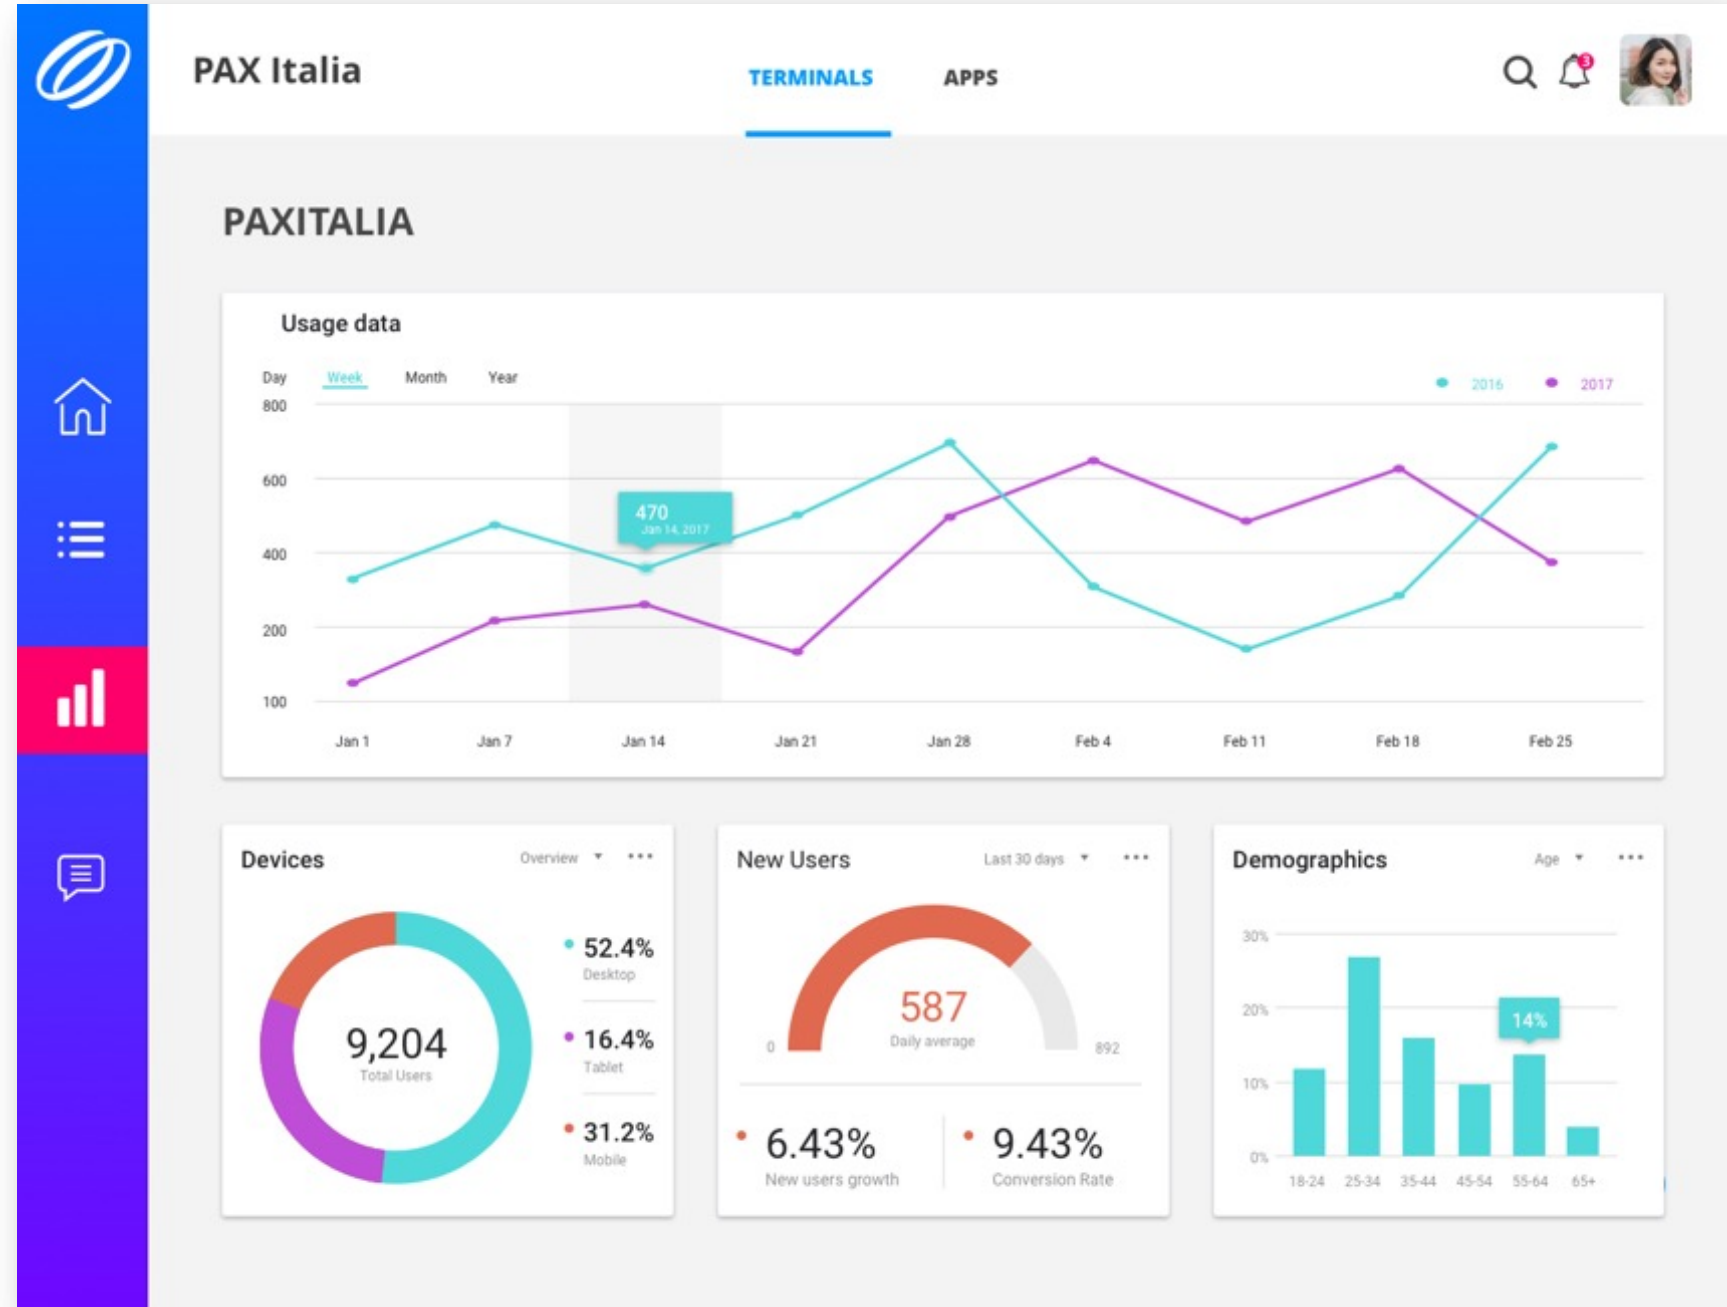 PAX Italia
TERMINALS
APPS
3
PAXITALIA
Usage data
Day Week Month Year
2016 2017
800
600
400
200
100
470
Jan 14, 2017
Jan 1 Jan 7 Jan 14 Jan 21 Jan 28 Feb 4 Feb 11 Feb 18 Feb 25
Devices
Overview
9,204
Total Users
52.4%
Desktop
16.4%
Tablet
31.2%
Mobile
New Users
Last 30 days
587
Daily average
0
892
6.43%
New users growth
9.43%
Conversion Rate
Demographics
Age
30%
20%
10%
0%
14%
18-24 25-34 35-44 45-54 55-64 65+